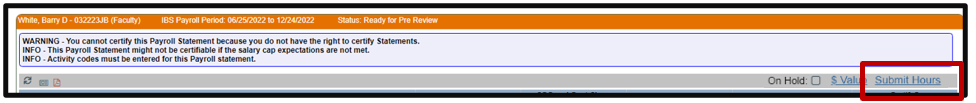 White, Barry D - 032223JB (Faculty) IBS Payroll Period: 06/25/2022 to 12/24/2022 Status: Ready for Pre Review
WARNING - You cannot certify this Payroll Statement because you do not have the right to certify Statements.
INFO - This Payroll Statement might not be certifiable if the salary cap expectations are not met.
INFO - Activity codes must be entered for this Payroll statement.
On Hold: $ Value Submit Hours